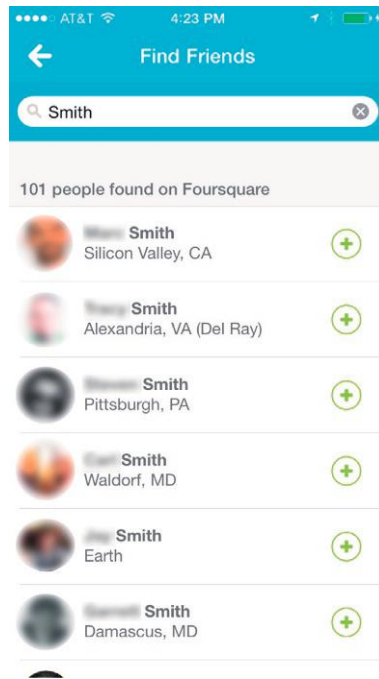 AT&T 4:23 PM
Find Friends
Smith
101 people found on Foursquare
Smith
Silicon Valley, CA
Smith
Alexandria, VA (Del Ray)
Smith
Pittsburgh, PA
Smith
Waldorf, MD
Smith
Earth
Smith
Damascus, MD